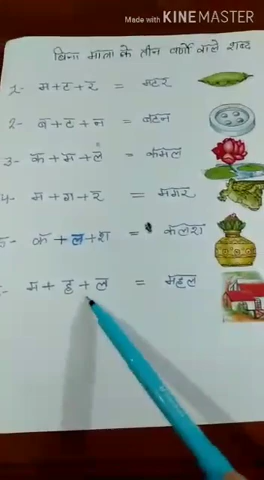 Made with KINEMASTER
बिना मात्रा के तीन वर्णों वाले शब्द
1- म+ट+र = मटर
2- ब+ट+न = बटन
3- क+म+ल = कमल
4- म+ग+र = मगर
5- क+ल+श = कलश
- म+ह+ल = महल